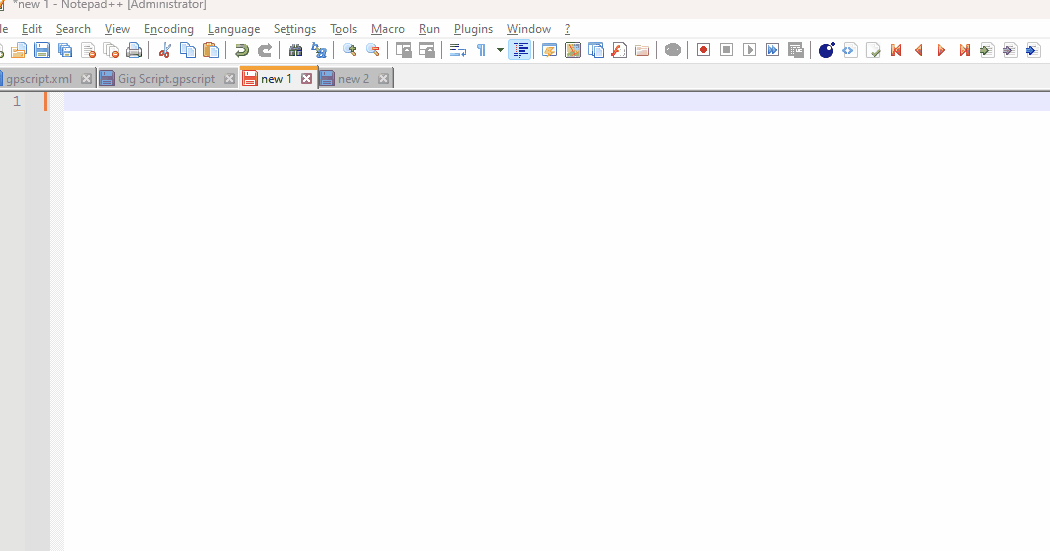 *new 1 - Notepad++ [Administrator]
le Edit Search View Encoding Language Settings Tools Macro Run Plugins Window ?
gpscript.xml Gig Script.gpscript new 1 new 2
1